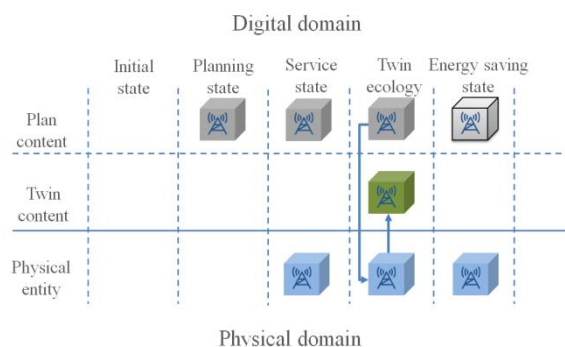 Digital domain
Initial state
Planning state
Service state
Twin ecology
Energy saving state
Plan content
Twin content
Physical entity
Physical domain